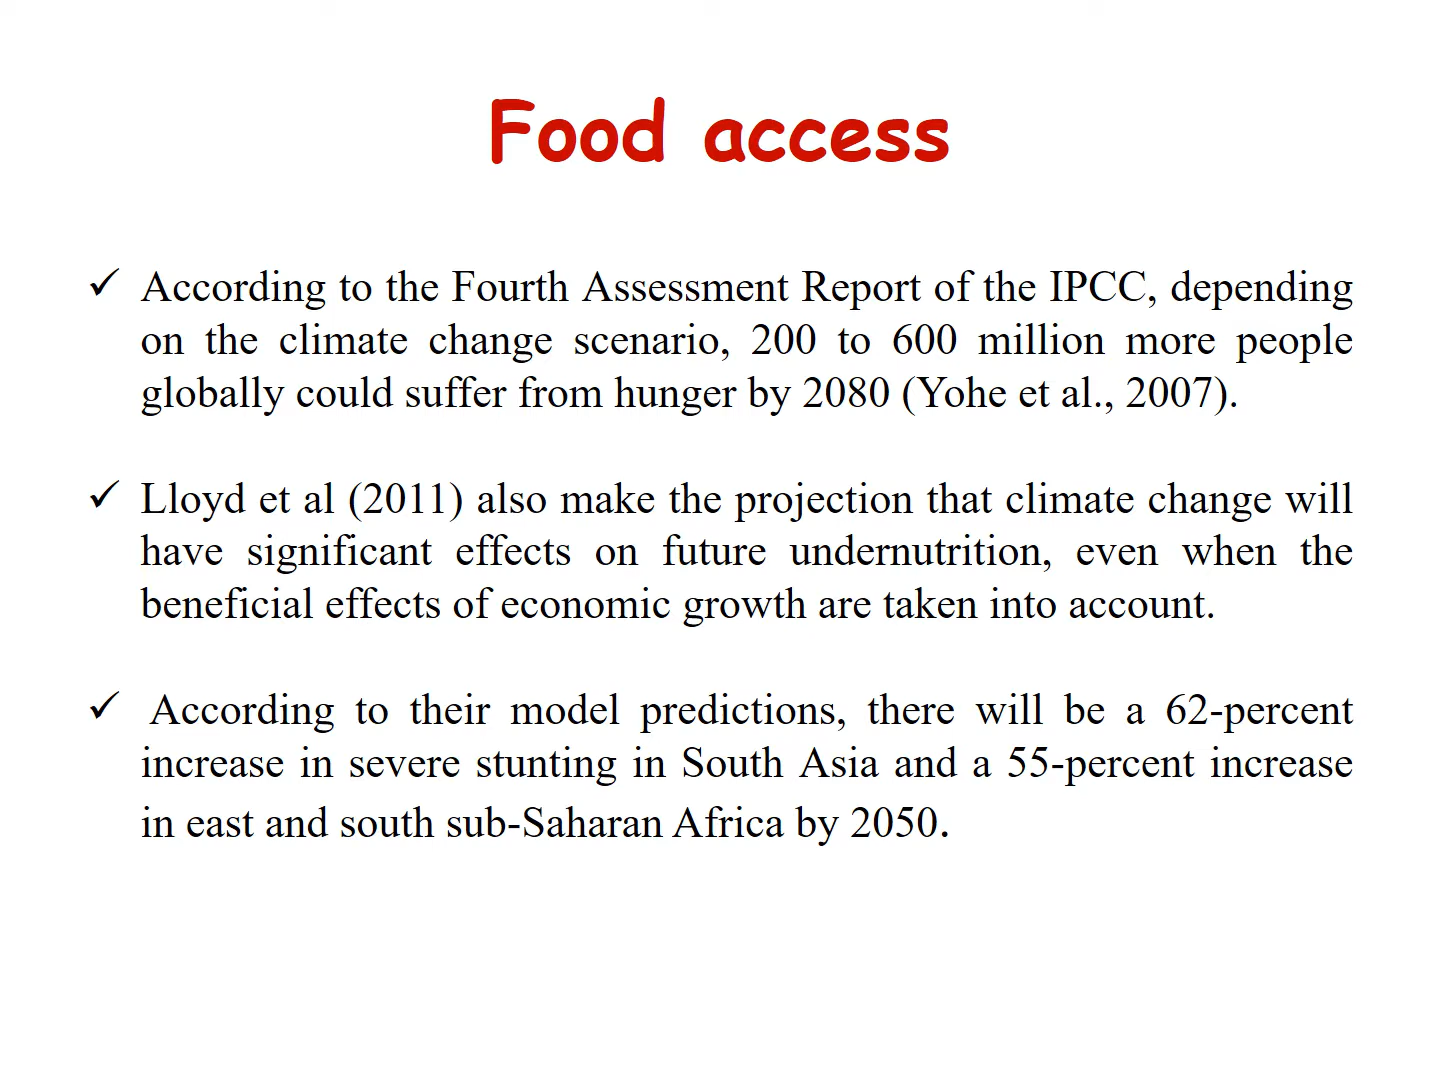 Food access
✓ According to the Fourth Assessment Report of the IPCC, depending
on the climate change scenario, 200 to 600 million more people
globally could suffer from hunger by 2080 (Yohe et al., 2007).
✓ Lloyd et al (2011) also make the projection that climate change will
have significant effects on future undernutrition, even when the
beneficial effects of economic growth are taken into account.
✓ According to their model predictions, there will be a 62-percent
increase in severe stunting in South Asia and a 55-percent increase
in east and south sub-Saharan Africa by 2050.